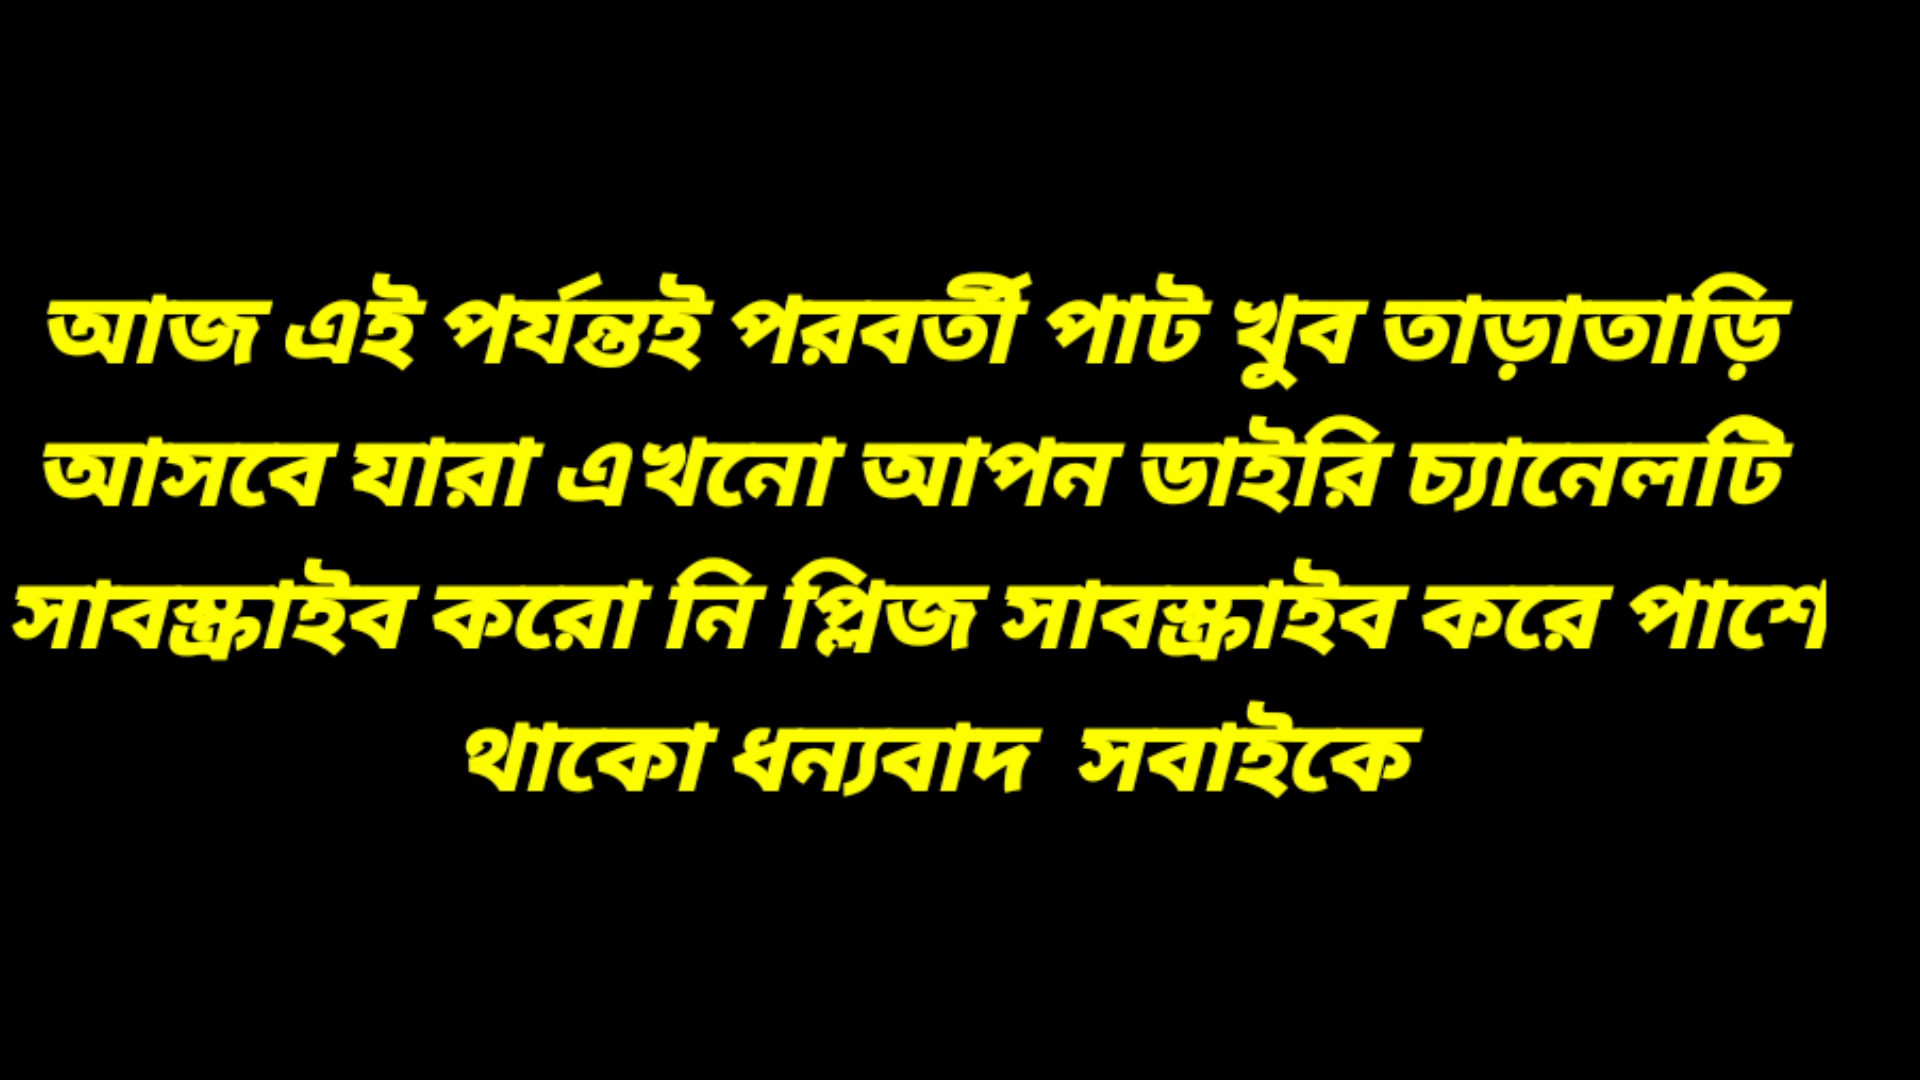 আজ এই পর্যন্তই পরবর্তী পাট খুব তাড়াতাড়ি
আসবে যারা এখনো আপন ডাইরি চ্যানেলটি
সাবস্ক্রাইব করো নি প্লিজ সাবস্ক্রাইব করে পাশে
থাকো ধন্যবাদ  সবাইকে